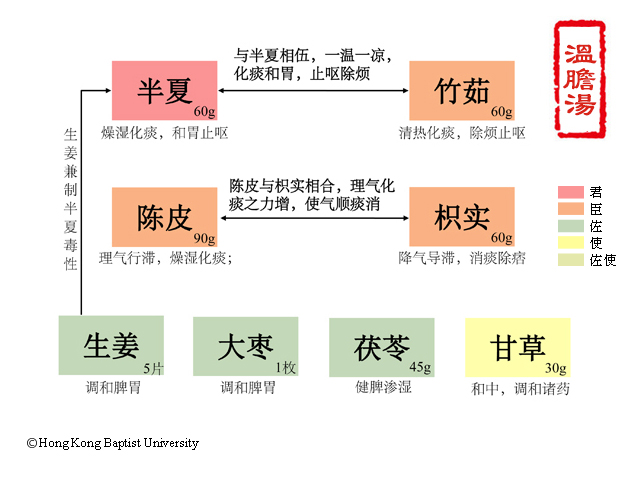 与半夏相伍，一温一凉，
化痰和胃，止呕除烦
溫膽湯
半夏
60g
竹茹
60g
燥湿化痰，和胃止呕
清热化痰，除烦止呕
生姜兼制半夏毒性
陈皮与枳实相合，理气化
痰之力增，使气顺痰消
君
臣
佐
使
佐使
陈皮
90g
枳实
60g
理气行滞，燥湿化痰；
降气导滞，消痰除痞
生姜
5片
大枣
1枚
茯苓
45g
甘草
30g
调和脾胃
调和脾胃
健脾渗湿
和中，调和诸药
©Hong Kong Baptist University